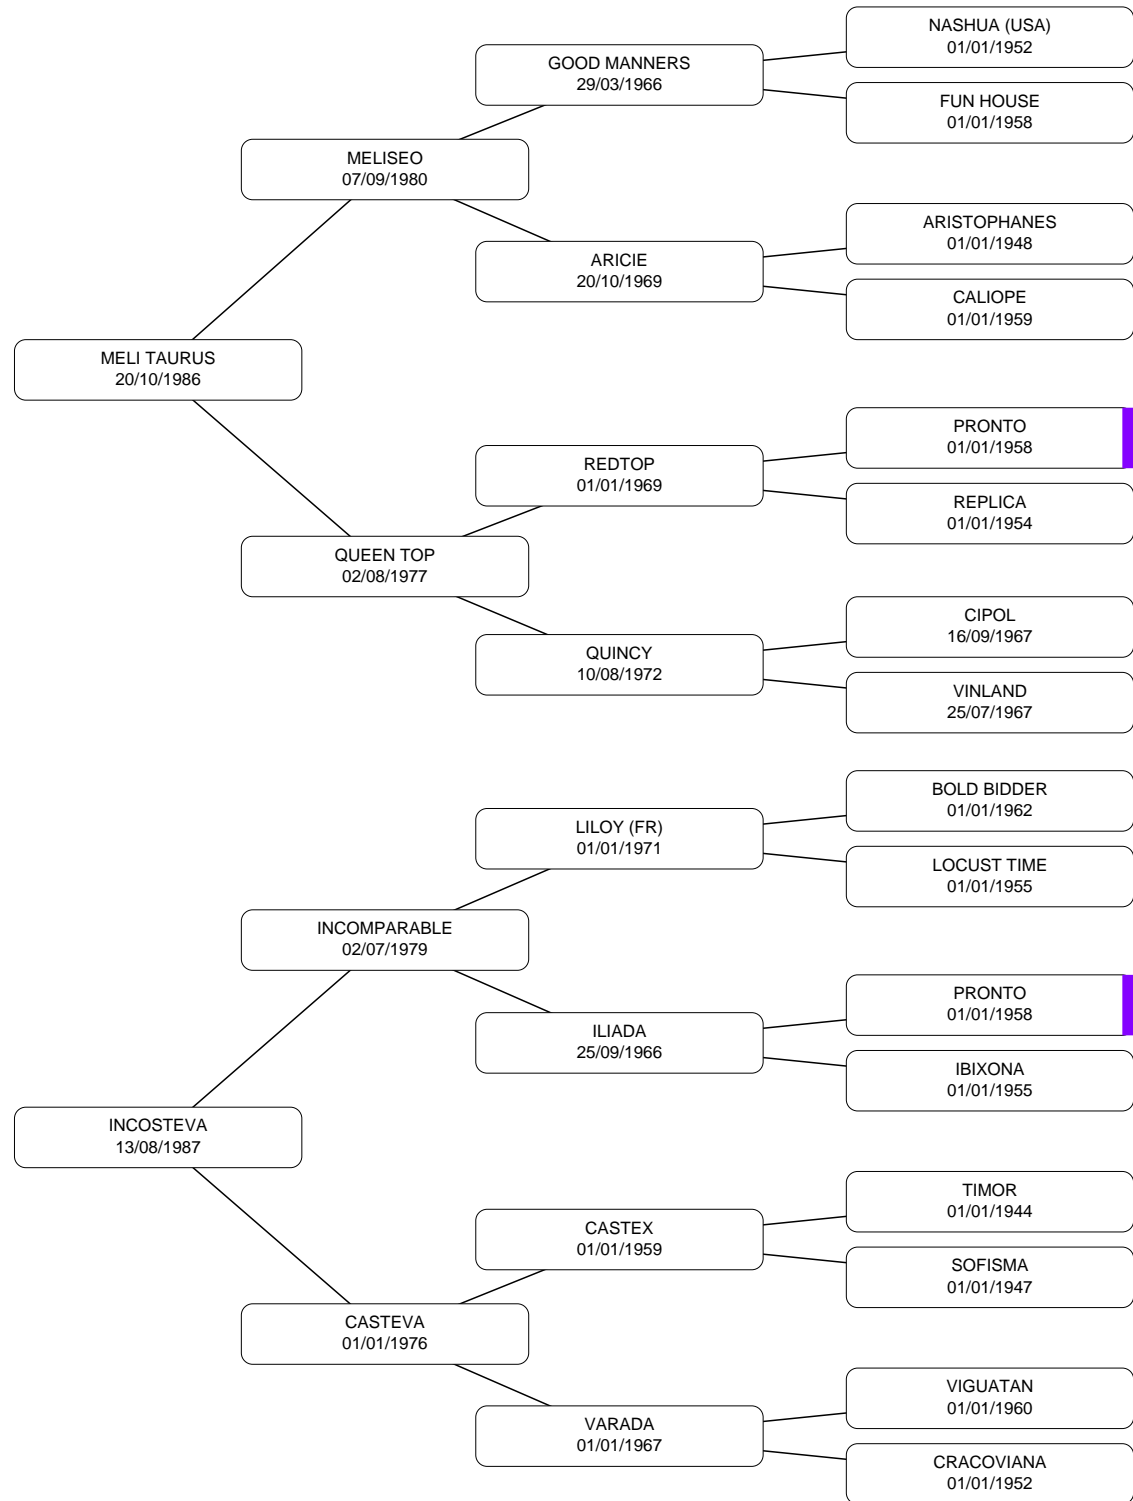 NASHUA (USA)
01/01/1952
GOOD MANNERS
29/03/1966
FUN HOUSE
01/01/1958
MELISEO
07/09/1980
ARISTOPHANES
01/01/1948
ARICIE
20/10/1969
CALIOPE
01/01/1959
MELI TAURUS
20/10/1986
PRONTO
01/01/1958
REDTOP
01/01/1969
REPLICA
01/01/1954
QUEEN TOP
02/08/1977
CIPOL
16/09/1967
QUINCY
10/08/1972
VINLAND
25/07/1967
BOLD BIDDER
01/01/1962
LILOY (FR)
01/01/1971
LOCUST TIME
01/01/1955
INCOMPARABLE
02/07/1979
PRONTO
01/01/1958
ILIADA
25/09/1966
IBIXONA
01/01/1955
INCOSTEVA
13/08/1987
TIMOR
01/01/1944
CASTEX
01/01/1959
SOFISMA
01/01/1947
CASTEVA
01/01/1976
VIGUATAN
01/01/1960
VARADA
01/01/1967
CRACOVIANA
01/01/1952